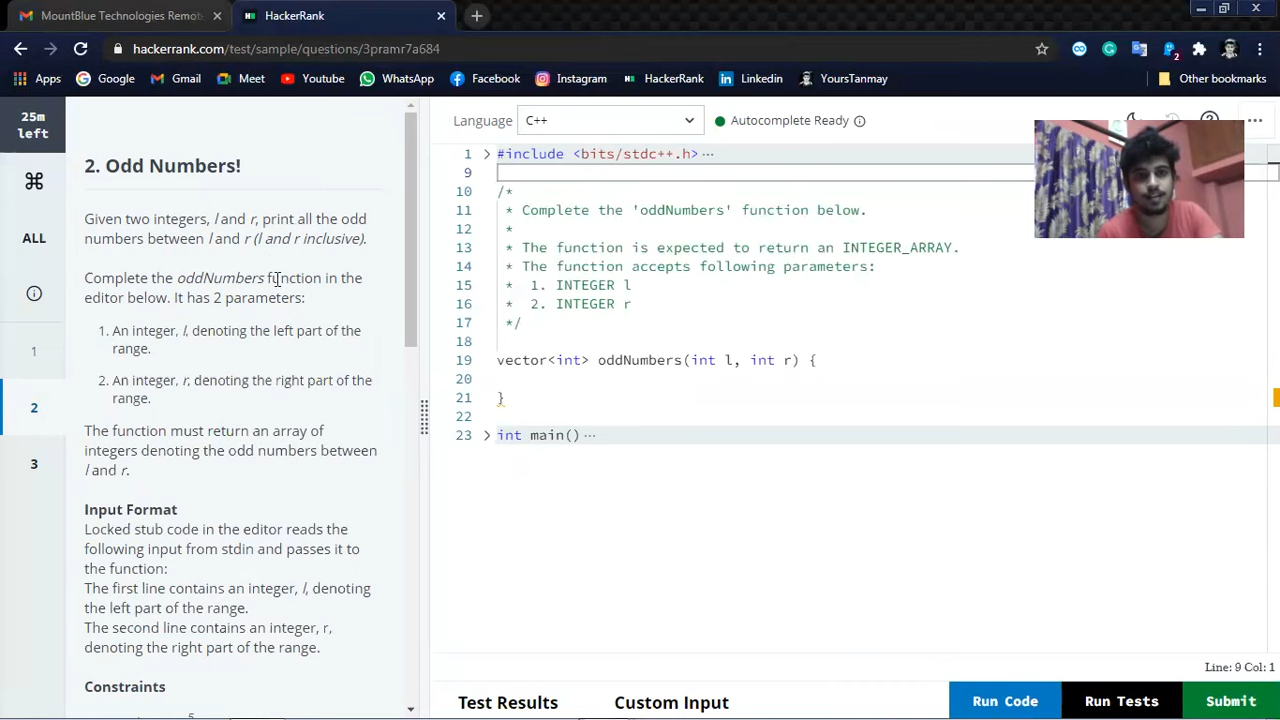 MountBlue Technologies Remot
HackerRank
hackerrank.com/test/sample/questions/3pramr7a684
2
Apps
Google
Gmail
Meet
Youtube
WhatsApp
Facebook
Instagram
HackerRank
Linkedin
YoursTanmay
Other bookmarks
25m
left
ALL
1
2
3
2. Odd Numbers!
Given two integers, l and r, print all the odd
numbers between l and r (l and r inclusive).
Complete the oddNumbers function in the
editor below. It has 2 parameters:
1. An integer, l, denoting the left part of the
range.
2. An integer, r, denoting the right part of the
range.
The function must return an array of
integers denoting the odd numbers between
l and r.
Input Format
Locked stub code in the editor reads the
following input from stdin and passes it to
the function:
The first line contains an integer, l, denoting
the left part of the range.
The second line contains an integer, r,
denoting the right part of the range.
Constraints
5
Language
C++
Autocomplete Ready
1 #include <bits/stdc++.h> ...
9
10 /*
11 * Complete the 'oddNumbers' function below.
12 *
13 * The function is expected to return an INTEGER_ARRAY.
14 * The function accepts following parameters:
15 * 1. INTEGER l
16 * 2. INTEGER r
17 */
18
19 vector<int> oddNumbers(int l, int r) {
20
21 }
22
23 int main() ...
Line: 9 Col: 1
Test Results
Custom Input
Run Code
Run Tests
Submit